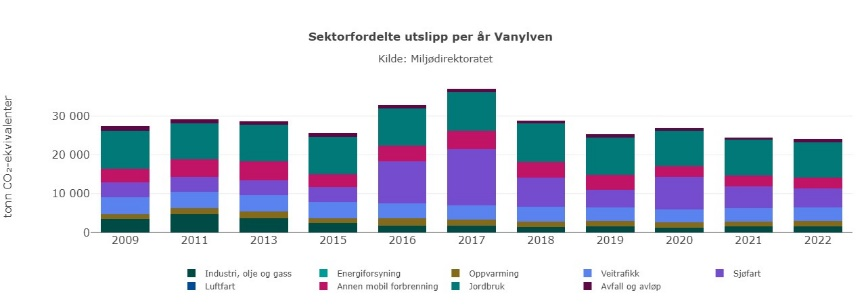 Sektorfordelte utslipp per år Vanylven
Kilde: Miljødirektoratet
tonn CO₂-ekvivalenter
30 000
20 000
10 000
0
2009 2011 2013 2015 2016 2017 2018 2019 2020 2021 2022
Industri, olje og gass Energiforsyning Oppvarming Veitrafikk Sjøfart
Luftfart Annen mobil forbrenning Jordbruk Avfall og avløp